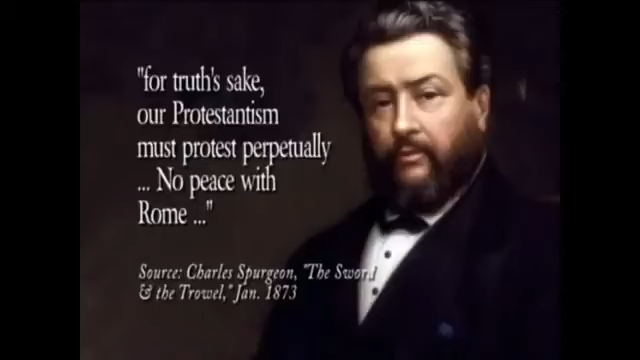 "for truth's sake,
our Protestantism
must protest perpetually
... No peace with
Rome ..."
Source: Charles Spurgeon, "The Sword
& the Trowel," Jan. 1873